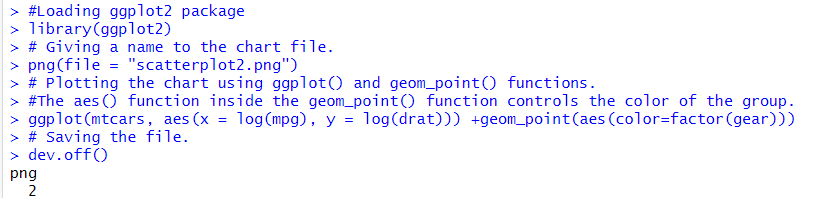 > #Loading ggplot2 package
> library(ggplot2)
> # Giving a name to the chart file.
> png(file = "scatterplot2.png")
> # Plotting the chart using ggplot() and geom_point() functions.
> #The aes() function inside the geom_point() function controls the color of the group.
> ggplot(mtcars, aes(x = log(mpg), y = log(drat))) +geom_point(aes(color=factor(gear)))
> # Saving the file.
> dev.off()
png
  2